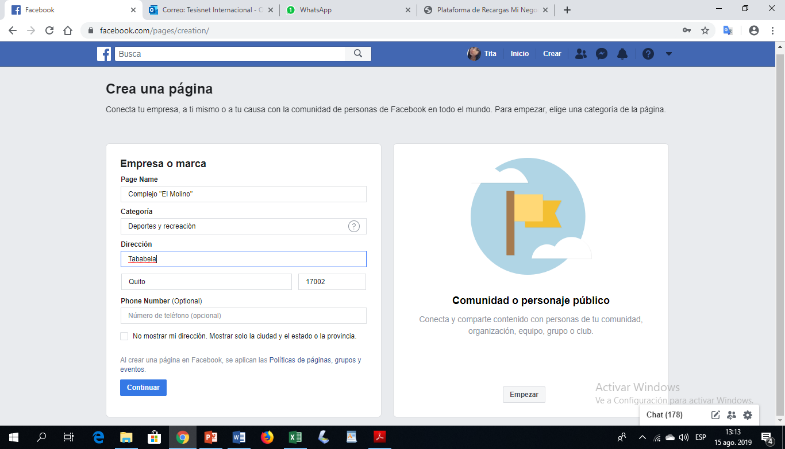 Facebook
Correo: Tesisnet Internacional - C
WhatsApp
Plataforma de Recargas Mi Nego
facebook.com/pages/creation/
Busca
Tita
Inicio
Crear
Crea una página
Conecta tu empresa, a ti mismo o a tu causa con la comunidad de personas de Facebook en todo el mundo. Para empezar, elige una categoría de la página.
Empresa o marca
Page Name
Complejo "El Molino"
Categoría
Deportes y recreación
Dirección
Tababela
Quito
17002
Phone Number (Optional)
Número de teléfono (opcional)
No mostrar mi dirección. Mostrar solo la ciudad y el estado o la provincia.
Al crear una página en Facebook, se aplican las Políticas de páginas, grupos y
eventos.
Continuar
Comunidad o personaje público
Conecta y comparte contenido con personas de tu comunidad,
organización, equipo, grupo o club.
Empezar
Activar Windows
Ve a Configuración para activar Windows.
Chat (178)
ESP
13:13
15 ago. 2019
4